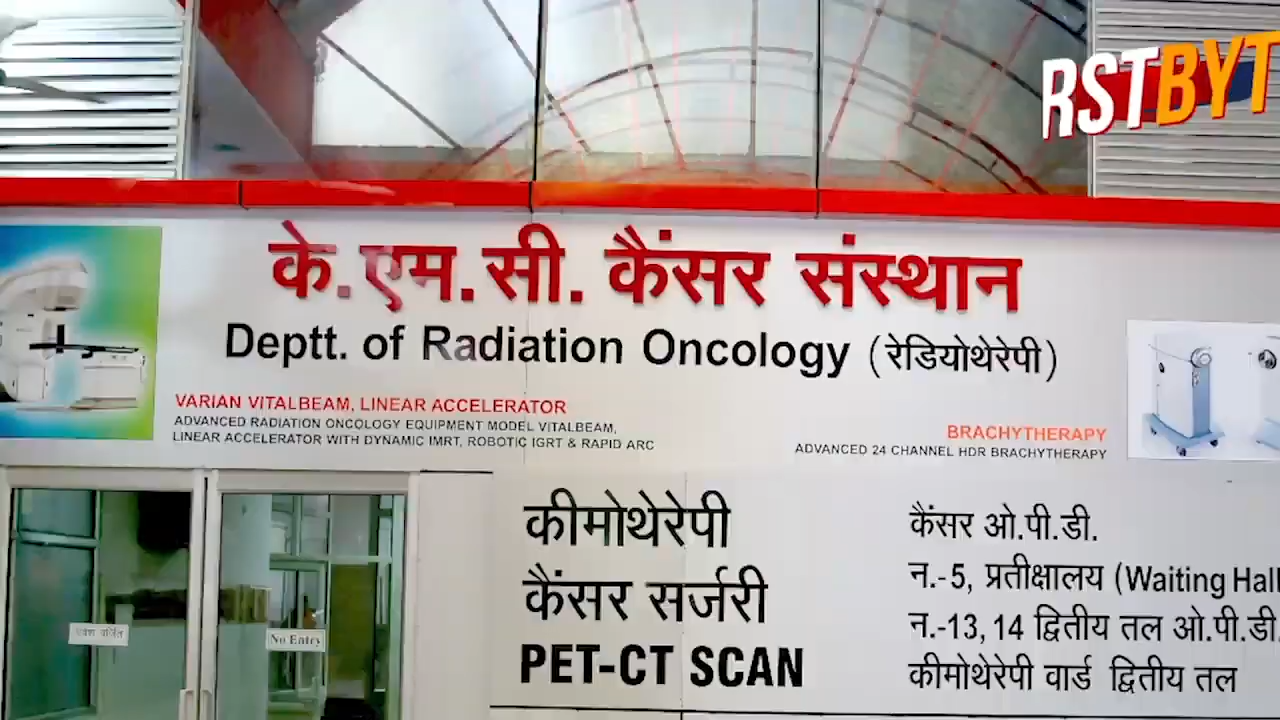 RSTBYT
के.एम.सी. कैंसर संस्थान
Deptt. of Radiation Oncology (रेडियोथेरेपी)
VARIAN VITALBEAM, LINEAR ACCELERATOR
ADVANCED RADIATION ONCOLOGY EQUIPMENT MODEL VITALBEAM,
LINEAR ACCELERATOR WITH DYNAMIC IMRT, ROBOTIC IGRT & RAPID ARC
BRACHYTHERAPY
ADVANCED 24 CHANNEL HDR BRACHYTHERAPY
कीमोथेरेपी
कैंसर सर्जरी
PET-CT SCAN
कैंसर ओ.पी.डी.
न.-5, प्रतीक्षालय (Waiting Hall
न.-13, 14 द्वितीय तल ओ.पी.डी.
कीमोथेरेपी वार्ड द्वितीय तल
प्रवेश वर्जित
No Entry